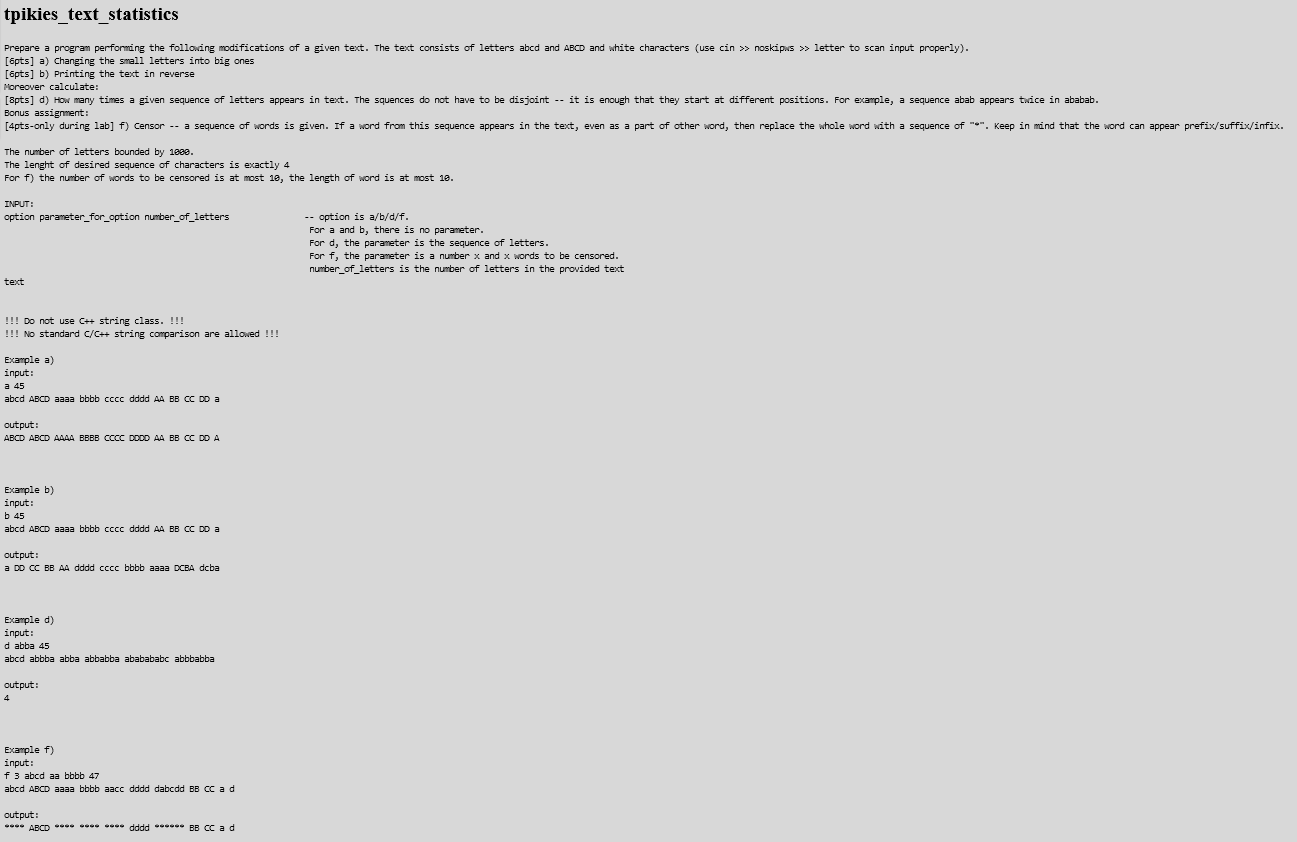 tpikies_text_statistics
Prepare a program performing the following modifications of a given text. The text consists of letters abcd and ABCD and white characters (use cin >> noskipws >> letter to scan input properly).
[6pts] a) Changing the small letters into big ones
[6pts] b) Printing the text in reverse
Moreover calculate:
[8pts] d) How many times a given sequence of letters appears in text. The squences do not have to be disjoint -- it is enough that they start at different positions. For example, a sequence abab appears twice in ababab.
Bonus assignment:
[4pts-only during lab] f) Censor -- a sequence of words is given. If a word from this sequence appears in the text, even as a part of other word, then replace the whole word with a sequence of "*". Keep in mind that the word can appear prefix/suffix/infix.
The number of letters bounded by 1000.
The lenght of desired sequence of characters is exactly 4
For f) the number of words to be censored is at most 10, the length of word is at most 10.
INPUT:
option parameter_for_option number_of_letters -- option is a/b/d/f.
For a and b, there is no parameter.
For d, the parameter is the sequence of letters.
For f, the parameter is a number x and x words to be censored.
number_of_letters is the number of letters in the provided text
text
!!! Do not use C++ string class. !!!
!!! No standard C/C++ string comparison are allowed !!!
Example a)
input:
a 45
abcd ABCD aaaa bbbb cccc dddd AA BB CC DD a
output:
ABCD ABCD AAAA BBBB CCCC DDDD AA BB CC DD A
Example b)
input:
b 45
abcd ABCD aaaa bbbb cccc dddd AA BB CC DD a
output:
a DD CC BB AA dddd cccc bbbb aaaa DCBA dcba
Example d)
input:
d abba 45
abcd abbba abba abbabba ababababc abbbabba
output:
4
Example f)
input:
f 3 abcd aa bbbb 47
abcd ABCD aaaa bbbb aacc dddd dabcdd BB CC a d
output:
**** ABCD **** **** **** dddd ****** BB CC a d